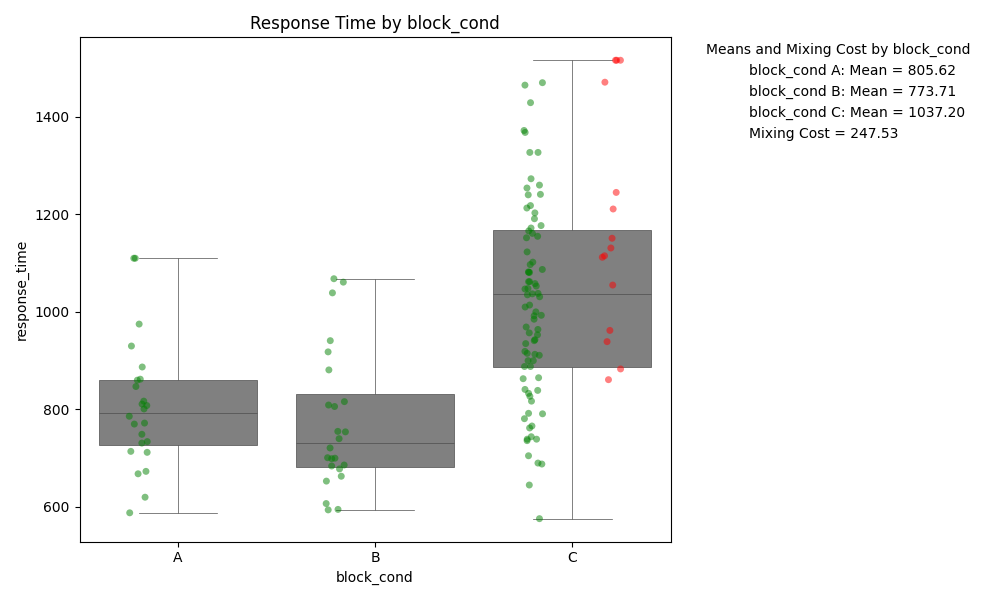 Response Time by block_cond
Means and Mixing Cost by block_cond
block_cond A: Mean = 805.62
block_cond B: Mean = 773.71
block_cond C: Mean = 1037.20
Mixing Cost = 247.53
response_time
1400
1200
1000
800
600
A
B
C
block_cond